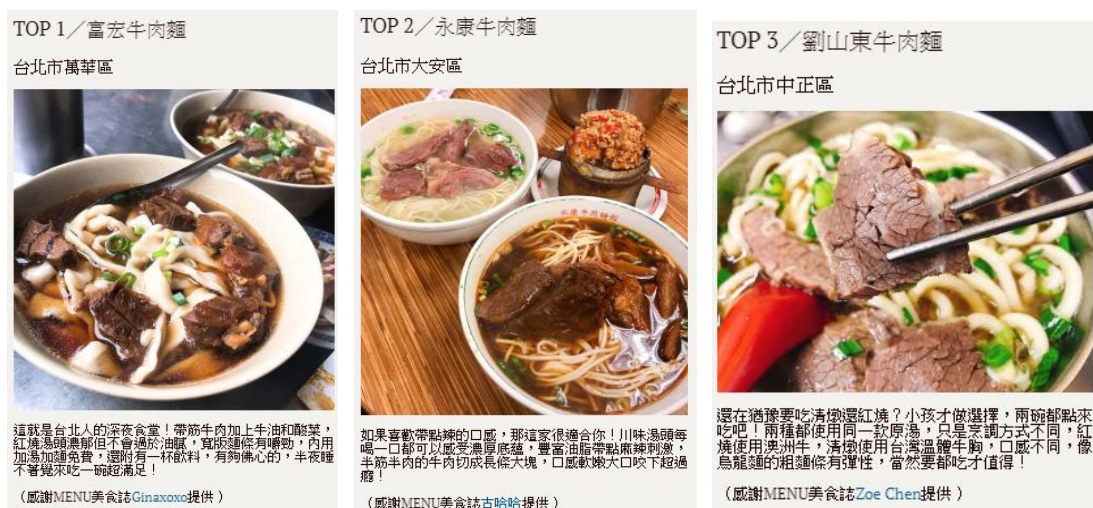 TOP 1／富宏牛肉麵
台北市萬華區
這就是台北人的深夜食堂！帶筋牛肉加上牛油和酸菜，
紅燒湯頭濃郁但不會過於油膩，寬版麵條有嚼勁，內用
加湯加麵免費，還附有一杯飲料，有夠佛心的，半夜睡
不著覺來吃一碗超滿足！
（感謝MENU美食誌Ginaxoxo提供）
TOP 2／永康牛肉麵
台北市大安區
永康牛肉麵館
如果喜歡帶點辣的口感，那這家很適合你！川味湯頭每
喝一口都可以感受濃厚底蘊，豐富油脂帶點麻辣刺激，
半筋半肉的牛肉切成長條大塊，口感軟嫩大口咬下超過
癮！
（感謝MENU美食誌古哈哈提供）
TOP 3／劉山東牛肉麵
台北市中正區
還在猶豫要吃清燉還紅燒？小孩才做選擇，兩碗都點來
吃吧！兩種都使用同一款原湯，只是烹調方式不同，紅
燒使用澳洲牛，清燉使用台灣溫體牛胸，口感不同，像
烏龍麵的粗麵條有彈性，當然要都吃才值得！
（感謝MENU美食誌Zoe Chen提供）